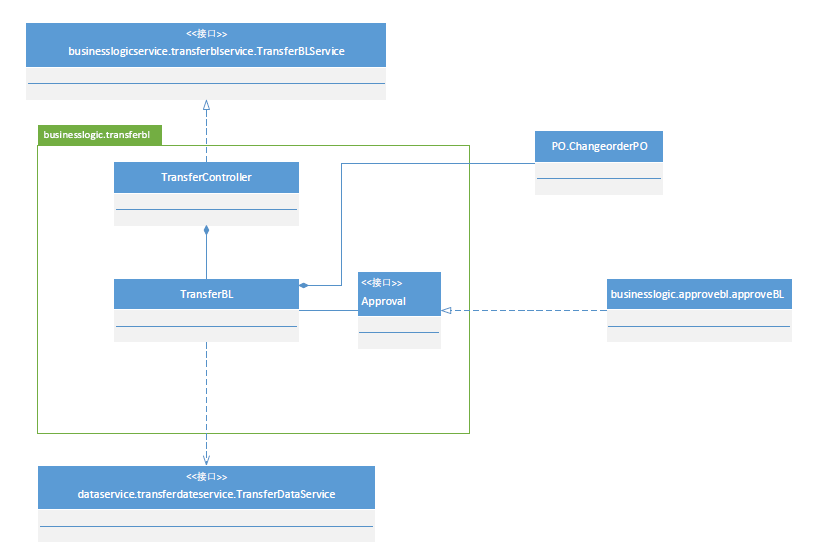 <<接口>>
businesslogicservice.transferblservice.TransferBLService
businesslogic.transferbl
TransferController
PO.ChangeorderPO
TransferBL
<<接口>>
Approval
businesslogic.approvebl.approveBL
<<接口>>
dataservice.transferdateservice.TransferDataService